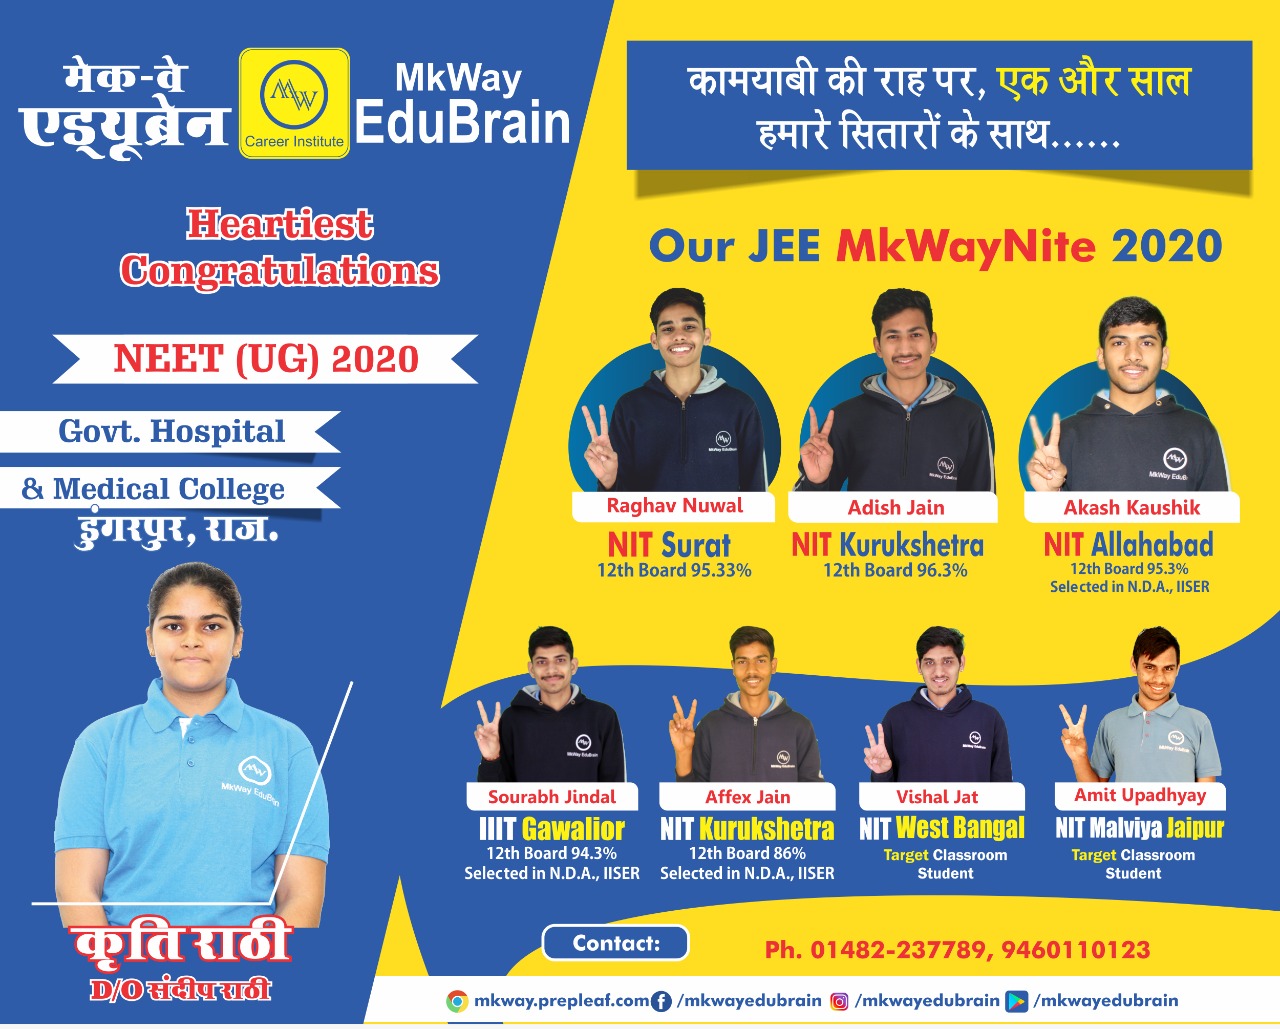 मेक-वे
एड्यूब्रेन
MW
Career Institute
MkWay
EduBrain
Heartiest
Congratulations
NEET (UG) 2020
Govt. Hospital
& Medical College
डुंगरपुर, राज.
MW
MkWay EduBrain
कृति राठी
D/O संदीप राठी
कामयाबी की राह पर, एक और साल
हमारे सितारों के साथ......
Our JEE MkWayNite 2020
Raghav Nuwal
NIT Surat
12th Board 95.33%
Adish Jain
NIT Kurukshetra
12th Board 96.3%
Akash Kaushik
NIT Allahabad
12th Board 95.3%
Selected in N.D.A., IISER
Sourabh Jindal
IIIT Gawalior
12th Board 94.3%
Selected in N.D.A., IISER
Affex Jain
NIT Kurukshetra
12th Board 86%
Selected in N.D.A., IISER
Vishal Jat
NIT West Bangal
Target Classroom
Student
Amit Upadhyay
NIT Malviya Jaipur
Target Classroom
Student
Contact:
Ph. 01482-237789, 9460110123
mkway.prepleaf.com /mkwayedubrain /mkwayedubrain /mkwayedubrain